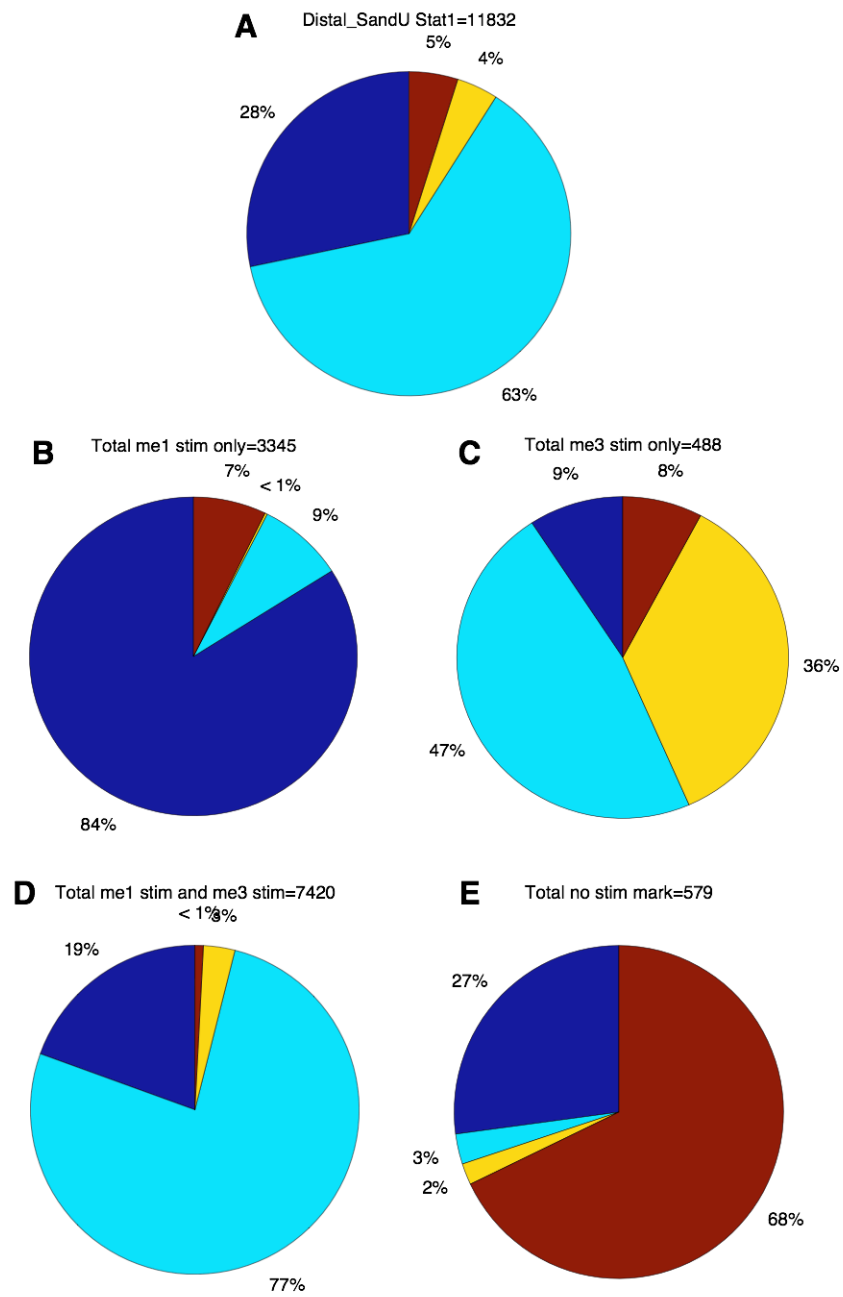 A
Distal_SandU Stat1=11832
5%
4%
28%
63%
B
Total me1 stim only=3345
7%
< 1%
9%
84%
C
Total me3 stim only=488
9%
8%
36%
47%
D
Total me1 stim and me3 stim=7420
< 1%
3%
19%
77%
E
Total no stim mark=579
27%
3%
2%
68%